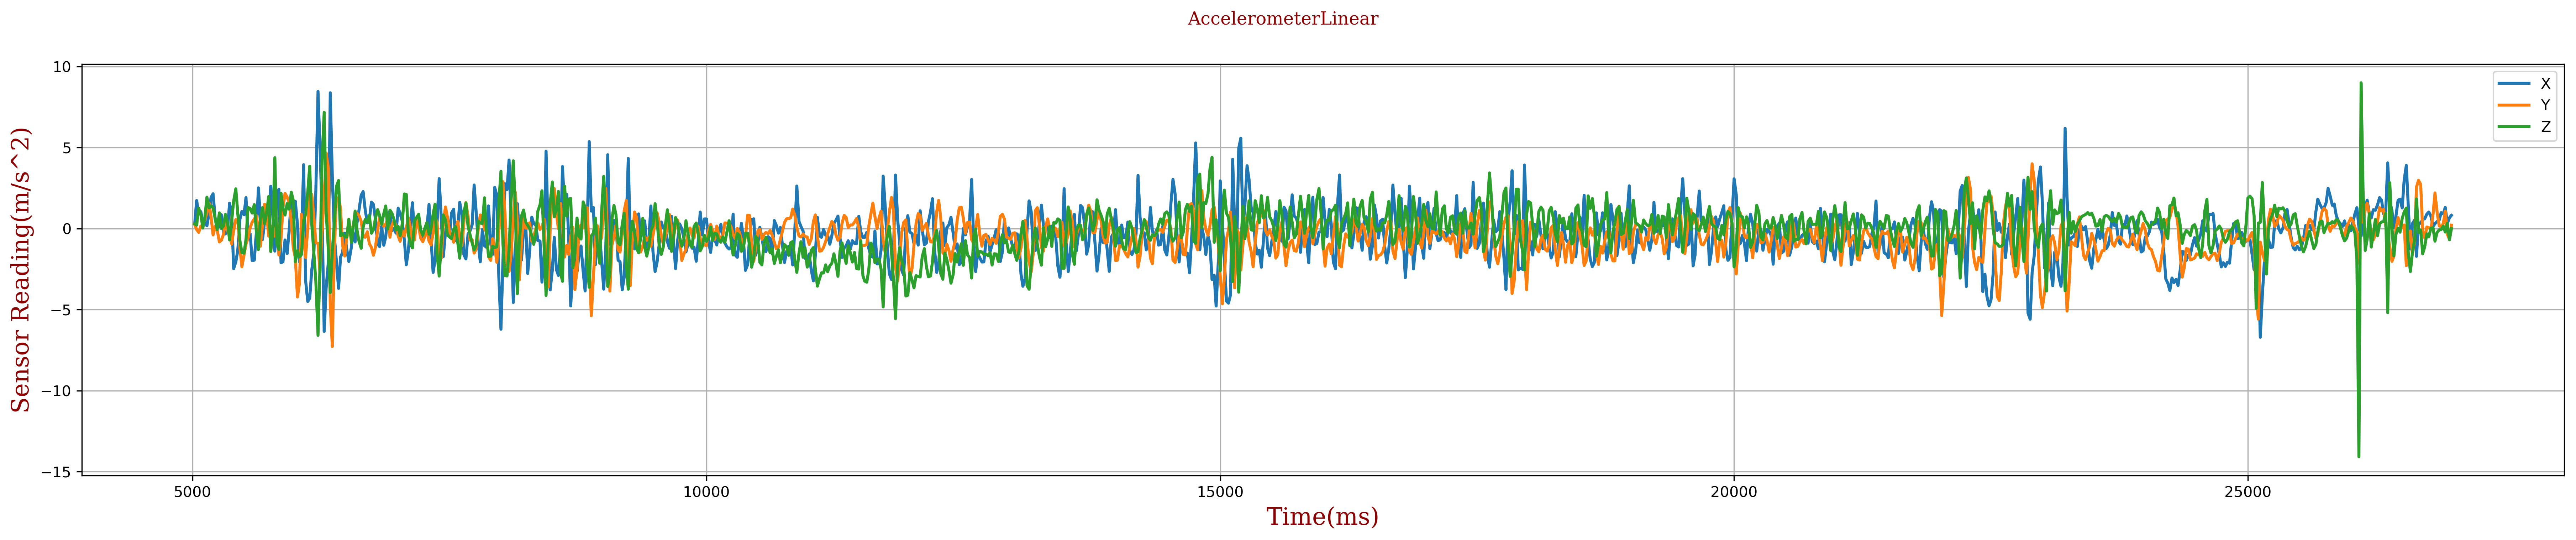 AccelerometerLinear
10
5
0
−5
−10
−15
Sensor Reading(m/s^2)
X
Y
Z
5000 10000 15000 20000 25000
Time(ms)